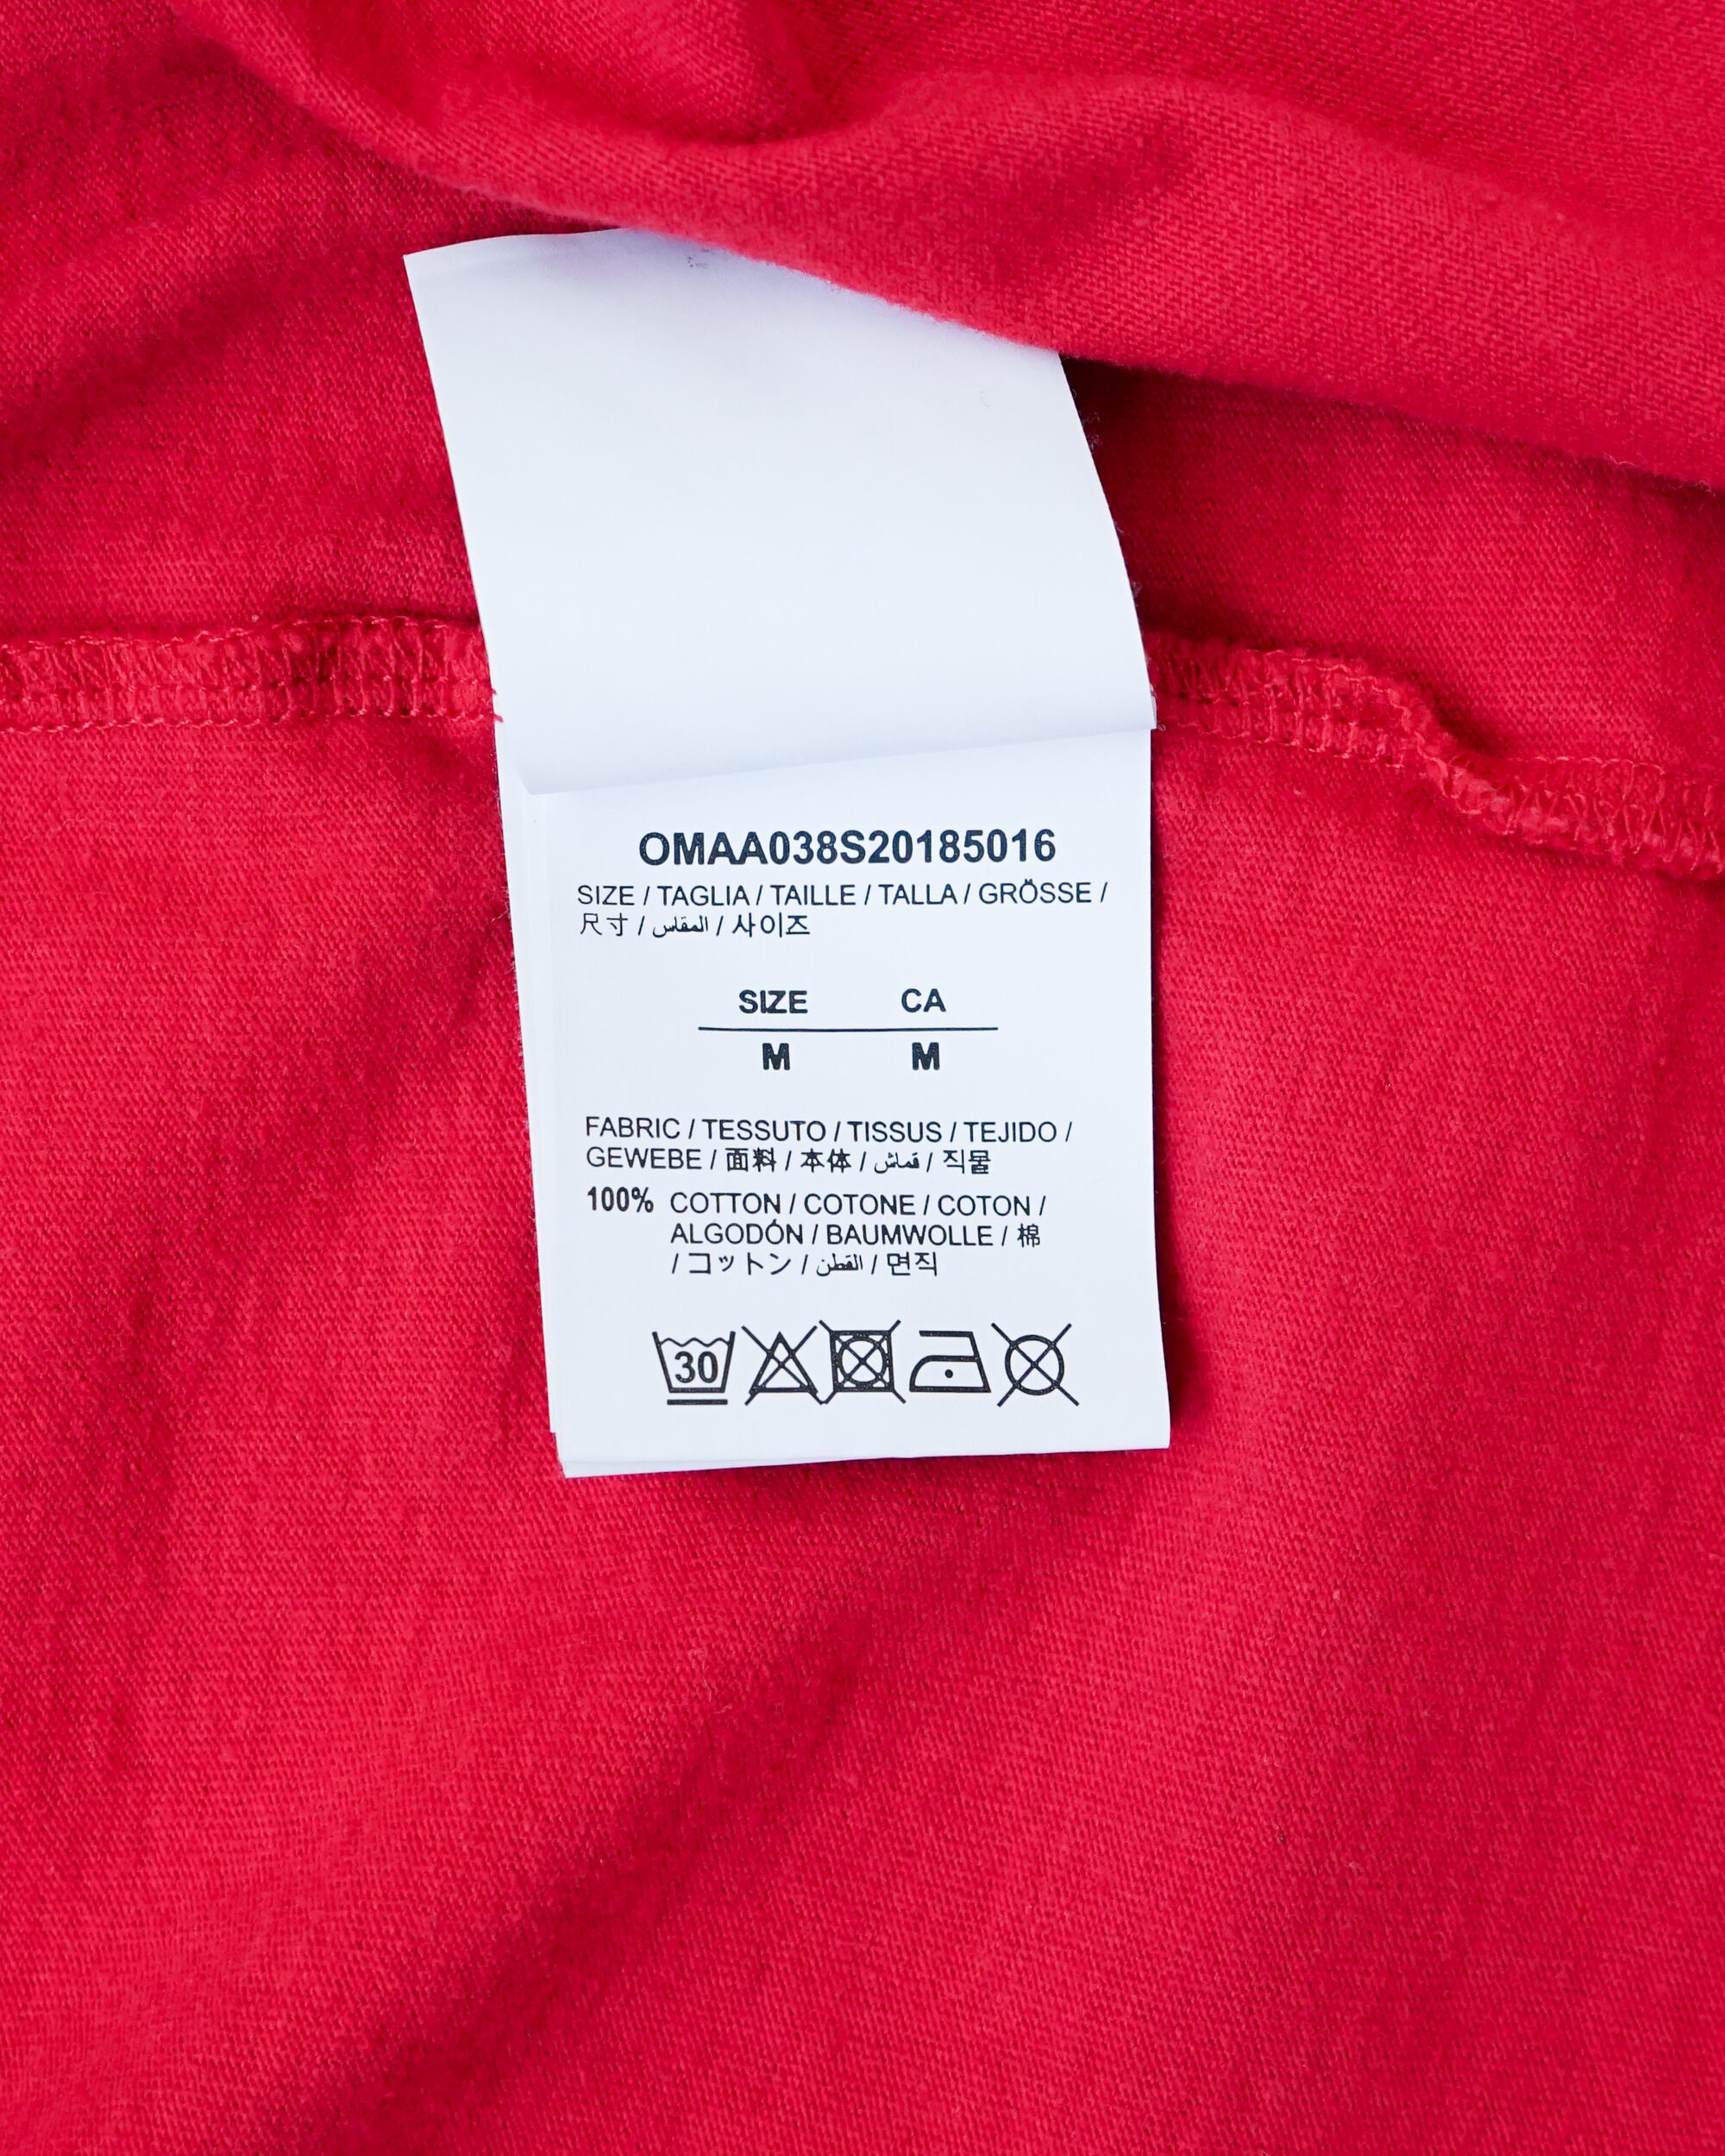 OMAA038S20185016
SIZE / TAGLIA / TAILLE / TALLA / GRÖSSE /
尺寸 / المقاس / 사이즈
SIZE CA
M M
FABRIC / TESSUTO / TISSUS / TEJIDO /
GEWEBE / 面料 / 本体 / قماش / 직물
100% COTTON / COTONE / COTON /
ALGODÓN / BAUMWOLLE / 棉
/ コットン / القطن / 면직
30